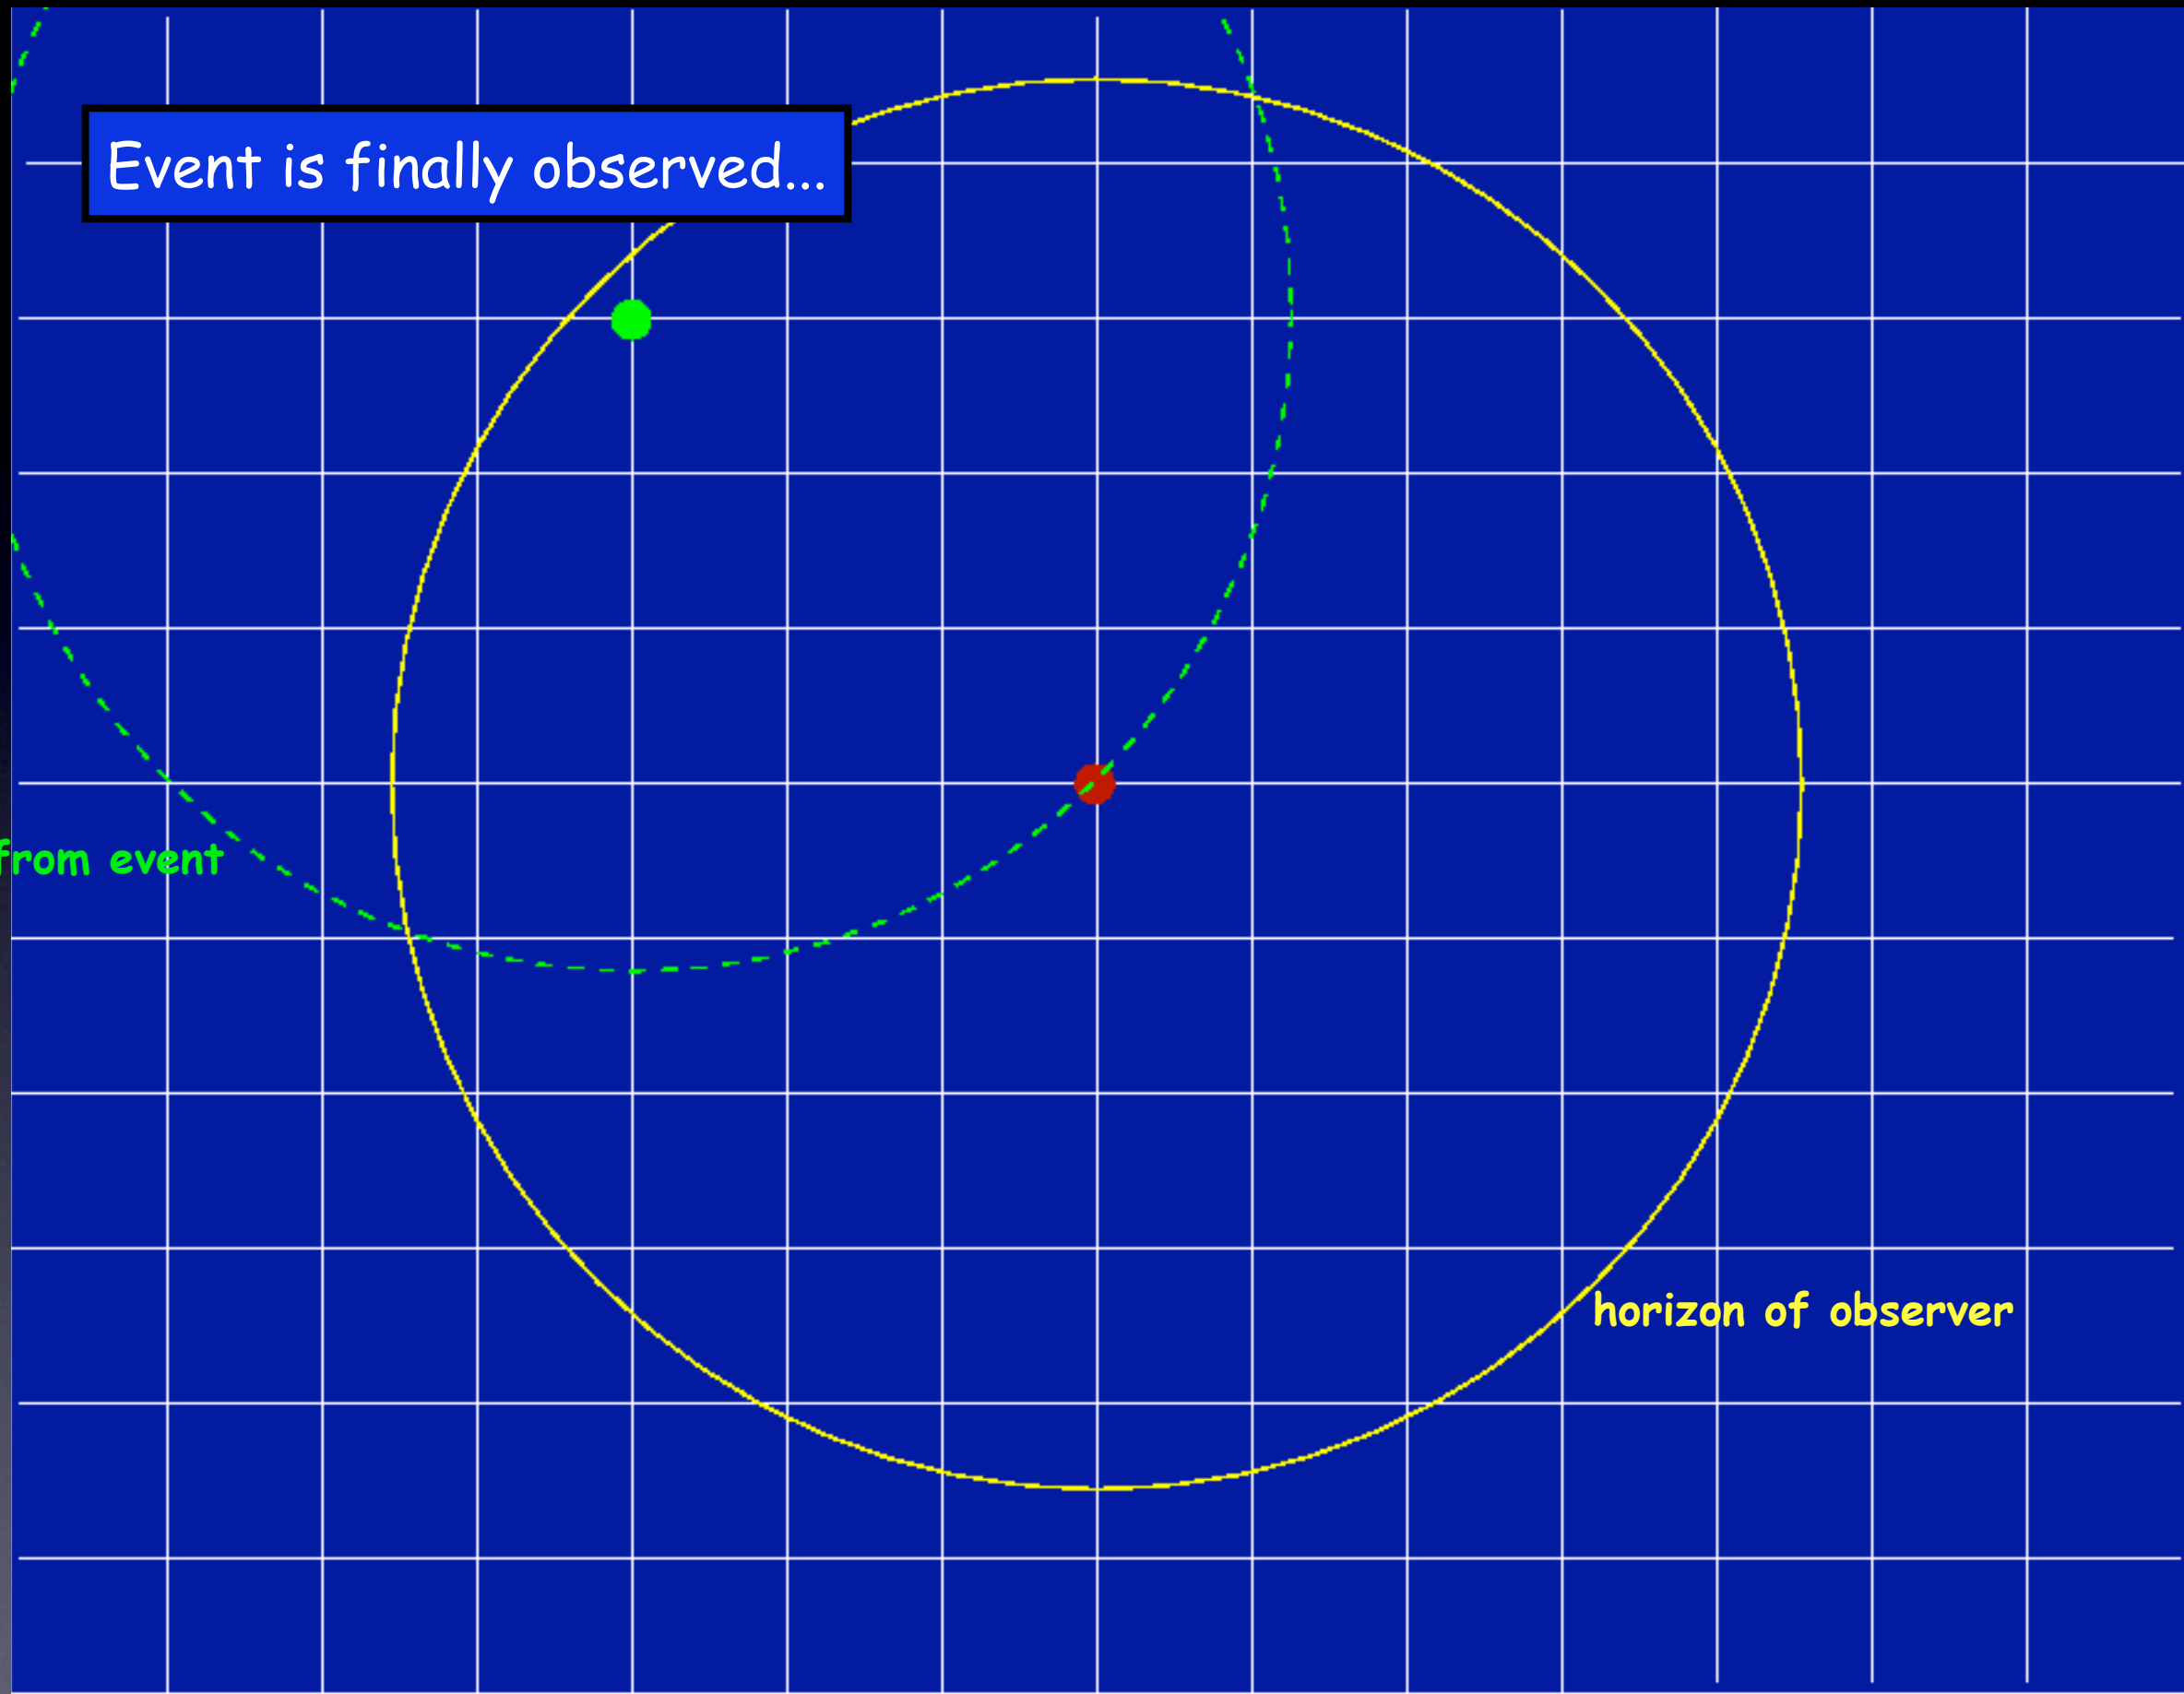 Event is finally observed...
from event
horizon of observer